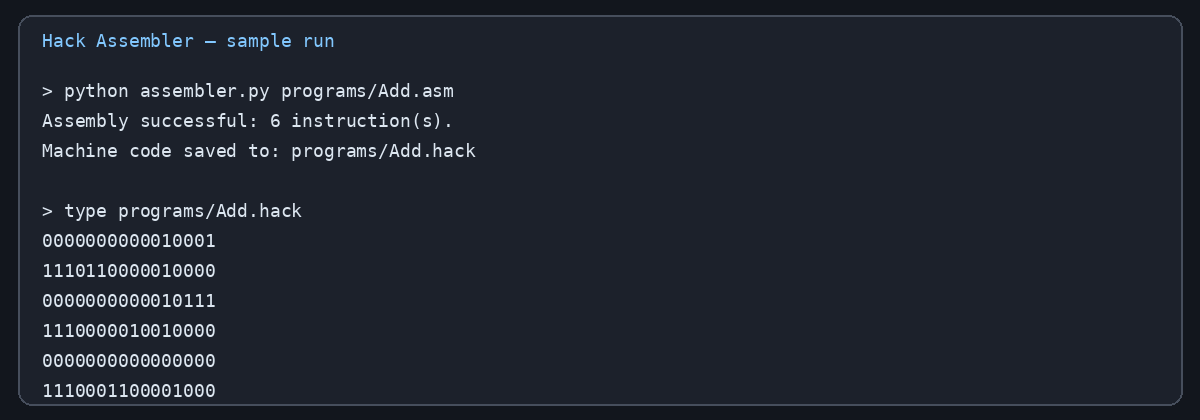 Hack Assembler — sample run
> python assembler.py programs/Add.asm
Assembly successful: 6 instruction(s).
Machine code saved to: programs/Add.hack
> type programs/Add.hack
0000000000010001
1110110000010000
0000000000010111
1110000010010000
0000000000000000
1110001100001000